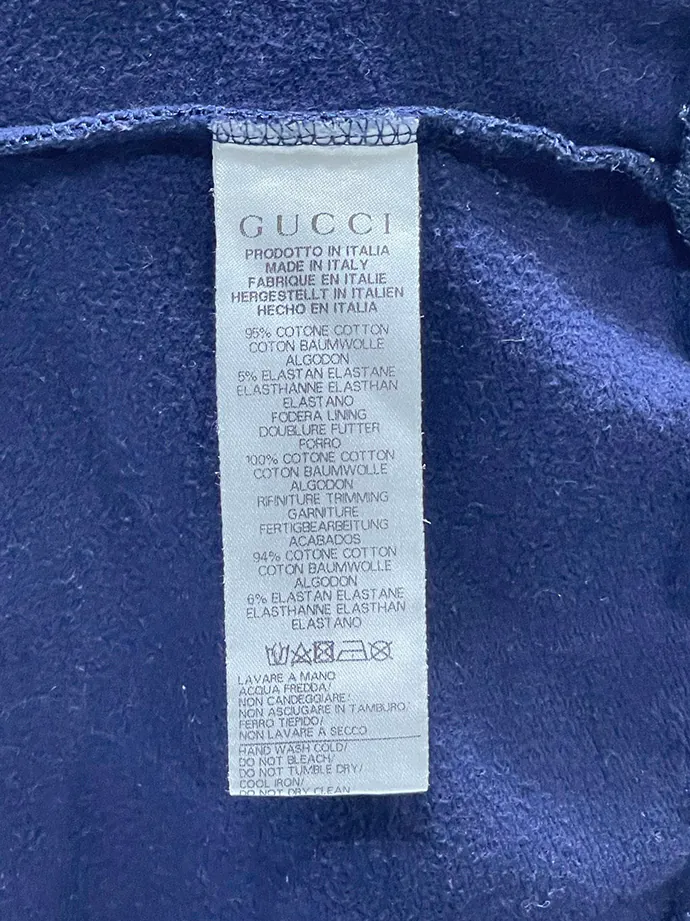 GUCCI
PRODOTTO IN ITALIA
MADE IN ITALY
FABRIQUE EN ITALIE
HERGESTELLT IN ITALIEN
HECHO EN ITALIA
95% COTONE COTTON
COTON BAUMWOLLE
ALGODON
5% ELASTAN ELASTANE
ELASTHANNE ELASTHAN
ELASTANO
FODERA LINING
DOUBLURE FUTTER
FORRO
100% COTONE COTTON
COTON BAUMWOLLE
ALGODON
RIFINITURE TRIMMING
GARNITURE
FERTIGBEARBEITUNG
ACABADOS
94% COTONE COTTON
COTON BAUMWOLLE
ALGODON
6% ELASTAN ELASTANE
ELASTHANNE ELASTHAN
ELASTANO
LAVARE A MANO
ACQUA FREDDA/
NON CANDEGGIARE/
NON ASCIUGARE IN TAMBURO/
FERRO TIEPIDO/
NON LAVARE A SECCO
HAND WASH COLD/
DO NOT BLEACH/
DO NOT TUMBLE DRY/
COOL IRON/
DO NOT DRY CLEAN